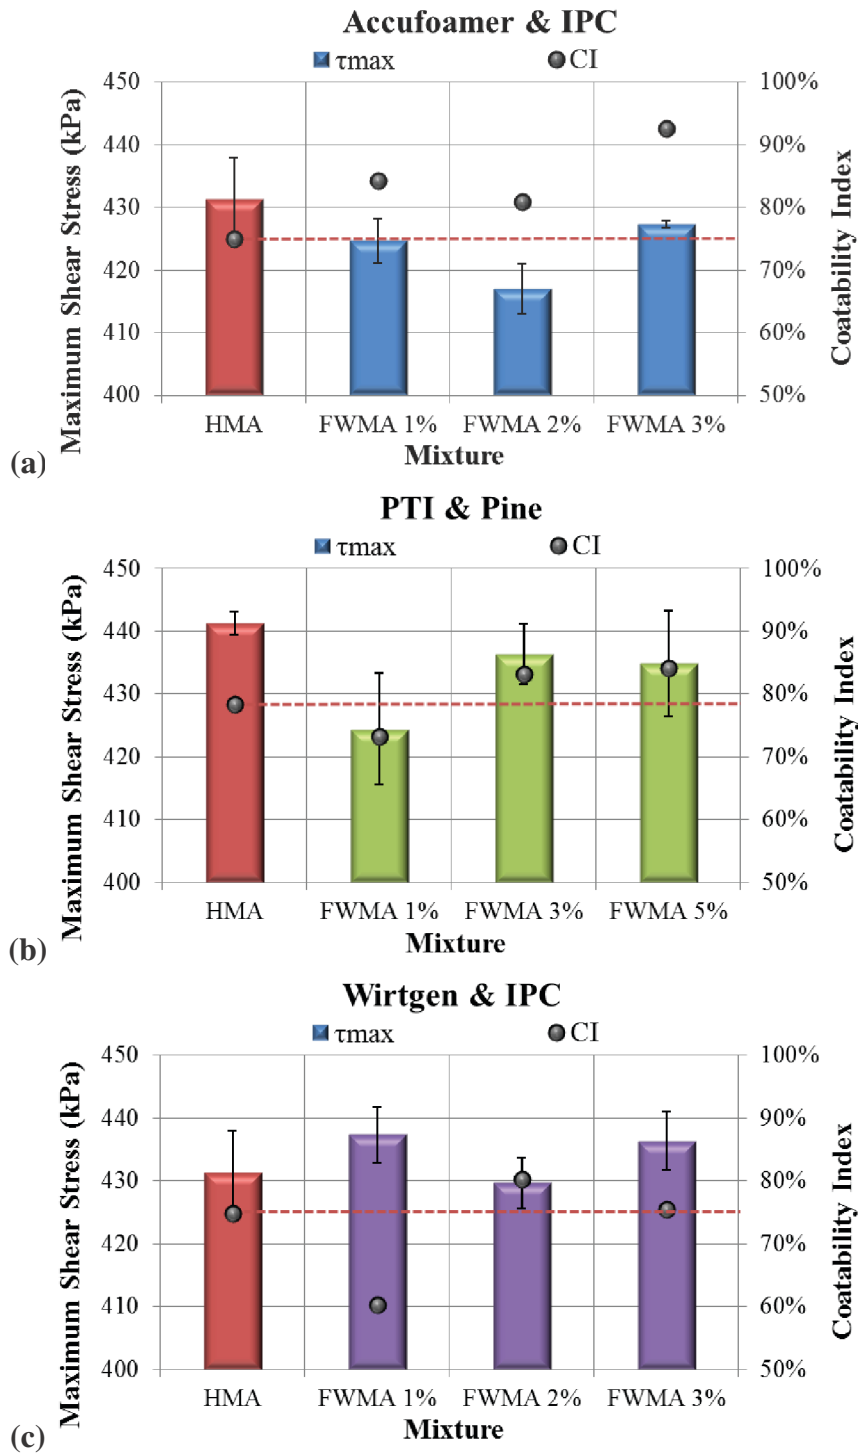 Accufoamer & IPC
τmax CI
Maximum Shear Stress (kPa)
450
440
430
420
410
400
100%
90%
80%
70%
60%
50%
Coatability Index
HMA FWMA 1% FWMA 2% FWMA 3%
Mixture
(a)
PTI & Pine
τmax CI
Maximum Shear Stress (kPa)
450
440
430
420
410
400
100%
90%
80%
70%
60%
50%
Coatability Index
HMA FWMA 1% FWMA 3% FWMA 5%
Mixture
(b)
Wirtgen & IPC
τmax CI
Maximum Shear Stress (kPa)
450
440
430
420
410
400
100%
90%
80%
70%
60%
50%
Coatability Index
HMA FWMA 1% FWMA 2% FWMA 3%
Mixture
(c)